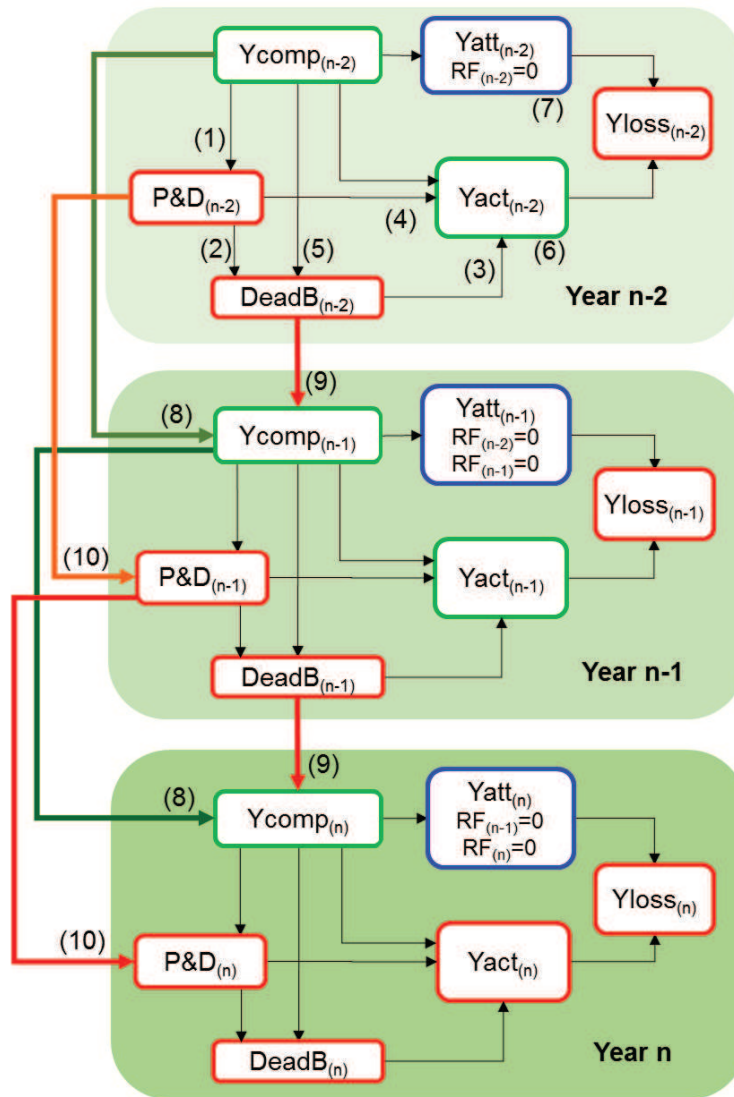 Ycomp(n-2)
Yatt(n-2)
RF(n-2)=0
(7)
Yloss(n-2)
(1)
P&D(n-2)
(4)
Yact(n-2)
(6)
(2)
(5)
(3)
DeadB(n-2)
Year n-2
(9)
(8)
Ycomp(n-1)
Yatt(n-1)
RF(n-2)=0
RF(n-1)=0
Yloss(n-1)
(10)
P&D(n-1)
Yact(n-1)
DeadB(n-1)
Year n-1
(9)
(8)
Ycomp(n)
Yatt(n)
RF(n-1)=0
RF(n)=0
Yloss(n)
(10)
P&D(n)
Yact(n)
DeadB(n)
Year n